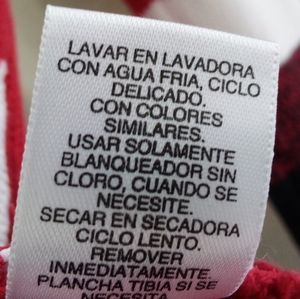 LAVAR EN LAVADORA
CON AGUA FRIA, CICLO
DELICADO.
CON COLORES
SIMILARES.
USAR SOLAMENTE
BLANQUEADOR SIN
CLORO, CUANDO SE
NECESITE.
SECAR EN SECADORA
CICLO LENTO.
REMOVER
INMEDIATAMENTE.
PLANCHA TIBIA SI SE
NECESITA